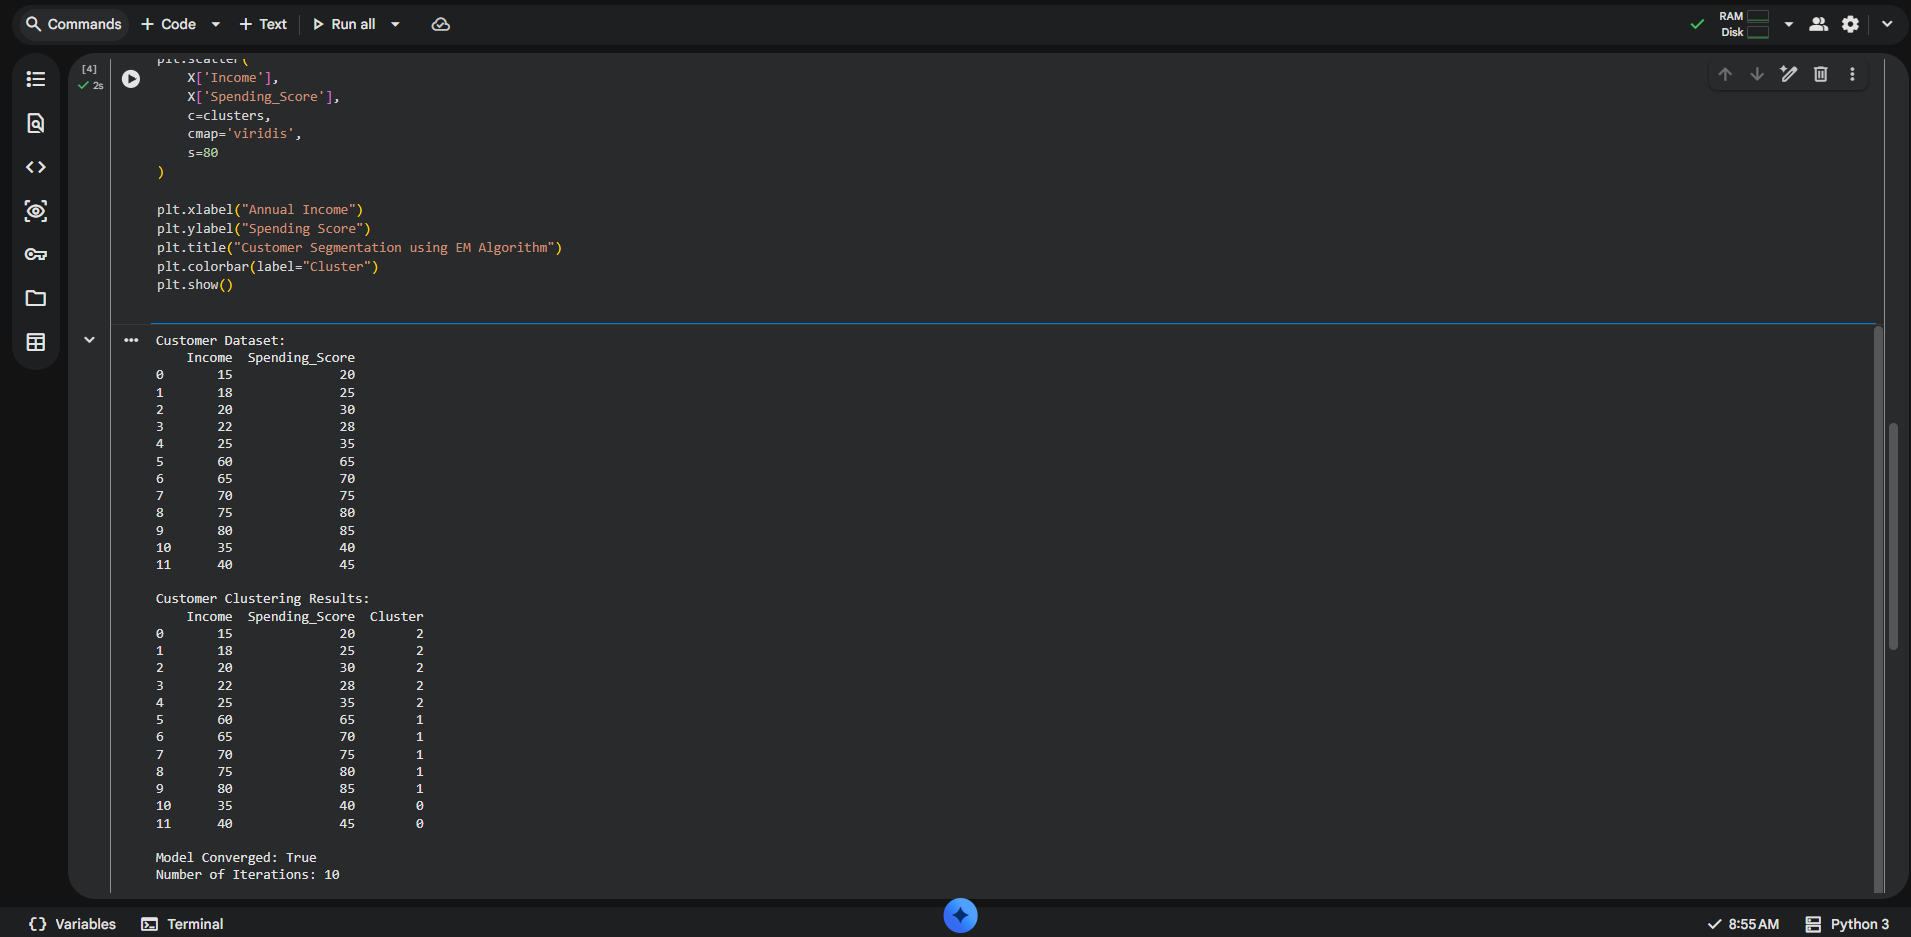 Commands + Code + Text Run all RAM Disk
[4] plt.scatter(
2s X['Income'],
X['Spending_Score'],
c=clusters,
cmap='viridis',
s=80
)
plt.xlabel("Annual Income")
plt.ylabel("Spending Score")
plt.title("Customer Segmentation using EM Algorithm")
plt.colorbar(label="Cluster")
plt.show()
Customer Dataset:
Income Spending_Score
0 15 20
1 18 25
2 20 30
3 22 28
4 25 35
5 60 65
6 65 70
7 70 75
8 75 80
9 80 85
10 35 40
11 40 45
Customer Clustering Results:
Income Spending_Score Cluster
0 15 20 2
1 18 25 2
2 20 30 2
3 22 28 2
4 25 35 2
5 60 65 1
6 65 70 1
7 70 75 1
8 75 80 1
9 80 85 1
10 35 40 0
11 40 45 0
Model Converged: True
Number of Iterations: 10
{} Variables Terminal 8:55 AM Python 3